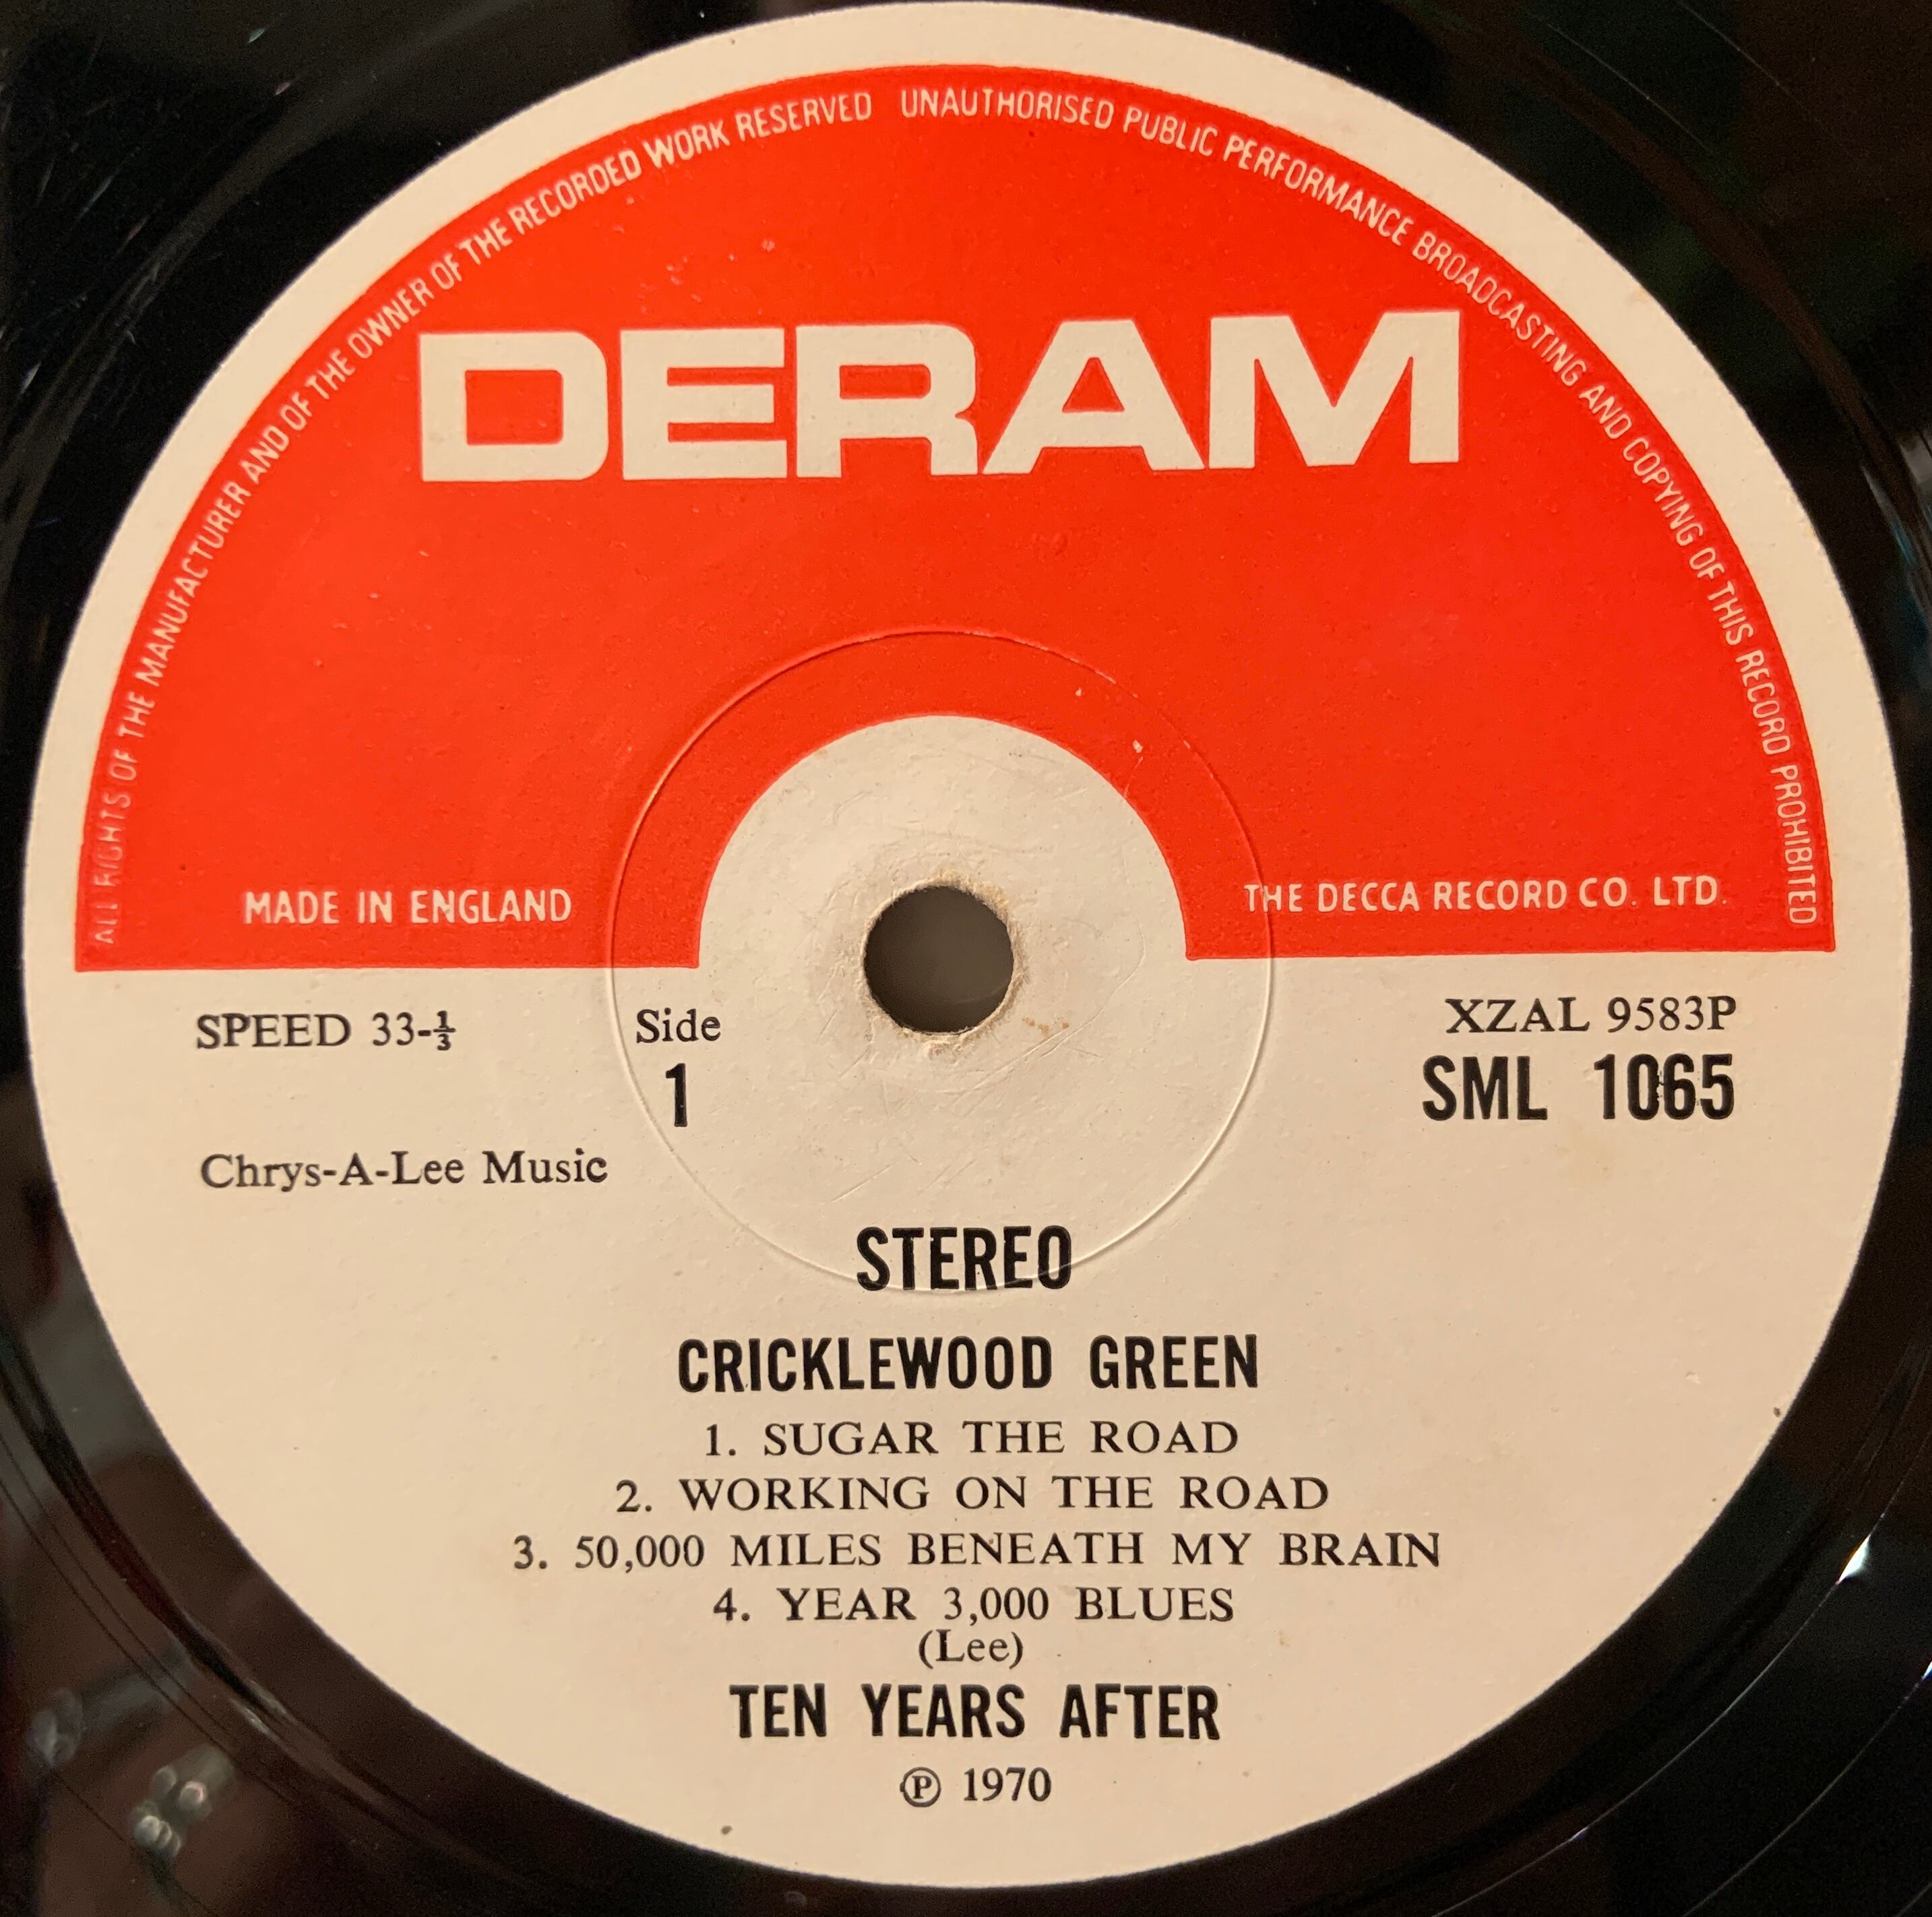 ALL RIGHTS OF THE MANUFACTURER AND OF THE OWNER OF THE RECORDED WORK RESERVED UNAUTHORISED PUBLIC PERFORMANCE BROADCASTING AND COPYING OF THIS RECORD PROHIBITED
DERAM
MADE IN ENGLAND
THE DECCA RECORD CO. LTD.
SPEED 33-⅓
Side
1
XZAL 9583P
SML 1065
Chrys-A-Lee Music
STEREO
CRICKLEWOOD GREEN
1. SUGAR THE ROAD
2. WORKING ON THE ROAD
3. 50,000 MILES BENEATH MY BRAIN
4. YEAR 3,000 BLUES
(Lee)
TEN YEARS AFTER
℗ 1970